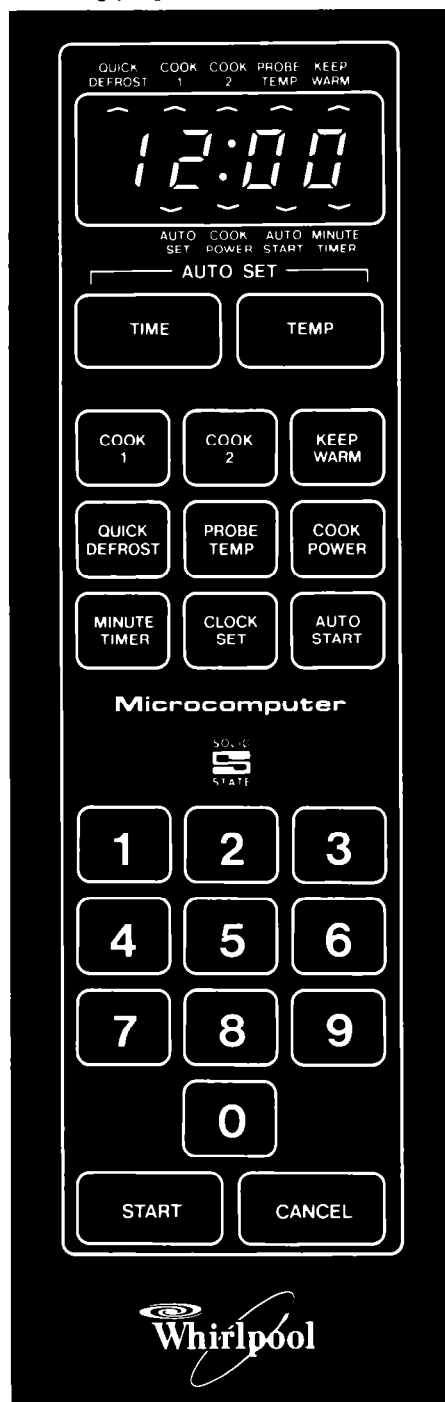 QUICK DEFROST COOK 1 COOK 2 PROBE TEMP KEEP WARM
12:00
AUTO SET COOK POWER AUTO START MINUTE TIMER
AUTO SET
TIME TEMP
COOK 1 COOK 2 KEEP WARM
QUICK DEFROST PROBE TEMP COOK POWER
MINUTE TIMER CLOCK SET AUTO START
Microcomputer
SOLID
S
STATE
1 2 3
4 5 6
7 8 9
0
START CANCEL
Whirlpool